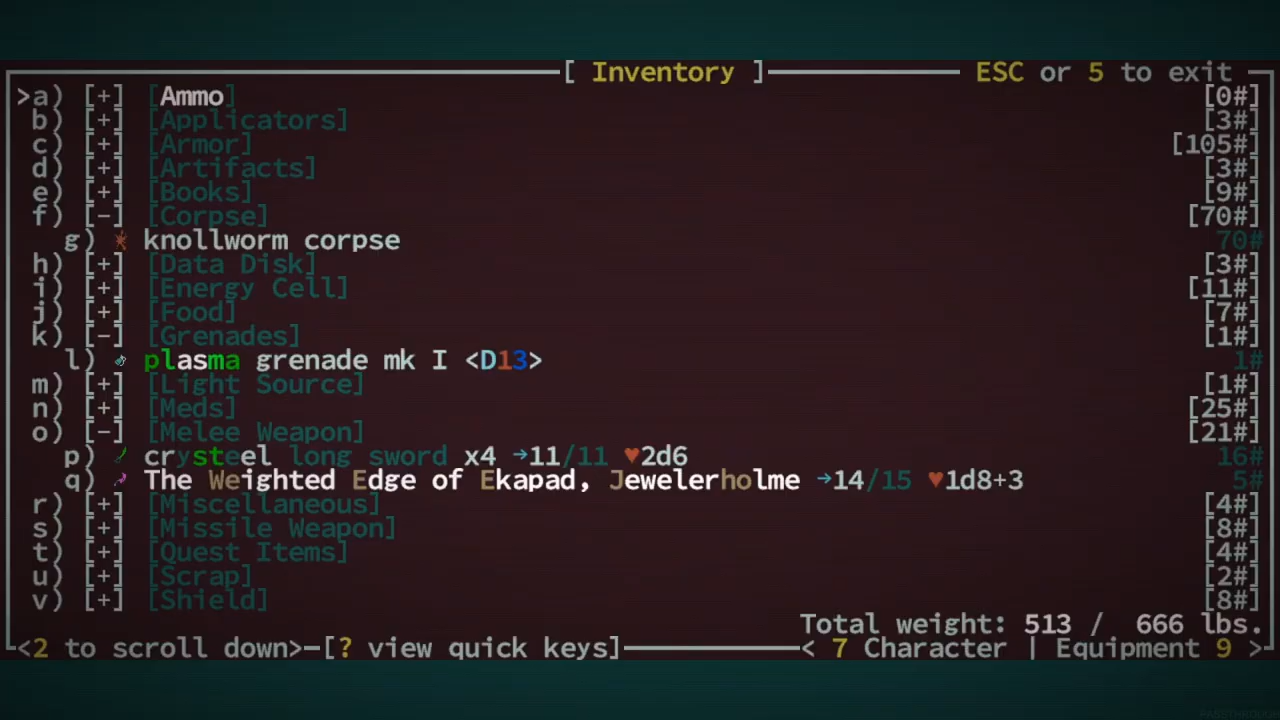 [ Inventory ] ESC or 5 to exit
>a) [+] [Ammo] [0#]
b) [+] [Applicators] [3#]
c) [+] [Armor] [105#]
d) [+] [Artifacts] [3#]
e) [+] [Books] [9#]
f) [-] [Corpse] [70#]
g) knollworm corpse 70#
h) [+] [Data Disk] [3#]
i) [+] [Energy Cell] [11#]
j) [+] [Food] [7#]
k) [-] [Grenades] [1#]
l) plasma grenade mk I <D13> 1#
m) [+] [Light Source] [1#]
n) [+] [Meds] [25#]
o) [-] [Melee Weapon] [21#]
p) crysteel long sword x4 →11/11 ♥2d6 16#
q) The Weighted Edge of Ekapad, Jewelerholme →14/15 ♥1d8+3 5#
r) [+] [Miscellaneous] [4#]
s) [+] [Missile Weapon] [8#]
t) [+] [Quest Items] [4#]
u) [+] [Scrap] [2#]
v) [+] [Shield] [8#]
Total weight: 513 / 666 lbs.
<2 to scroll down> [? view quick keys] < 7 Character | Equipment 9 >